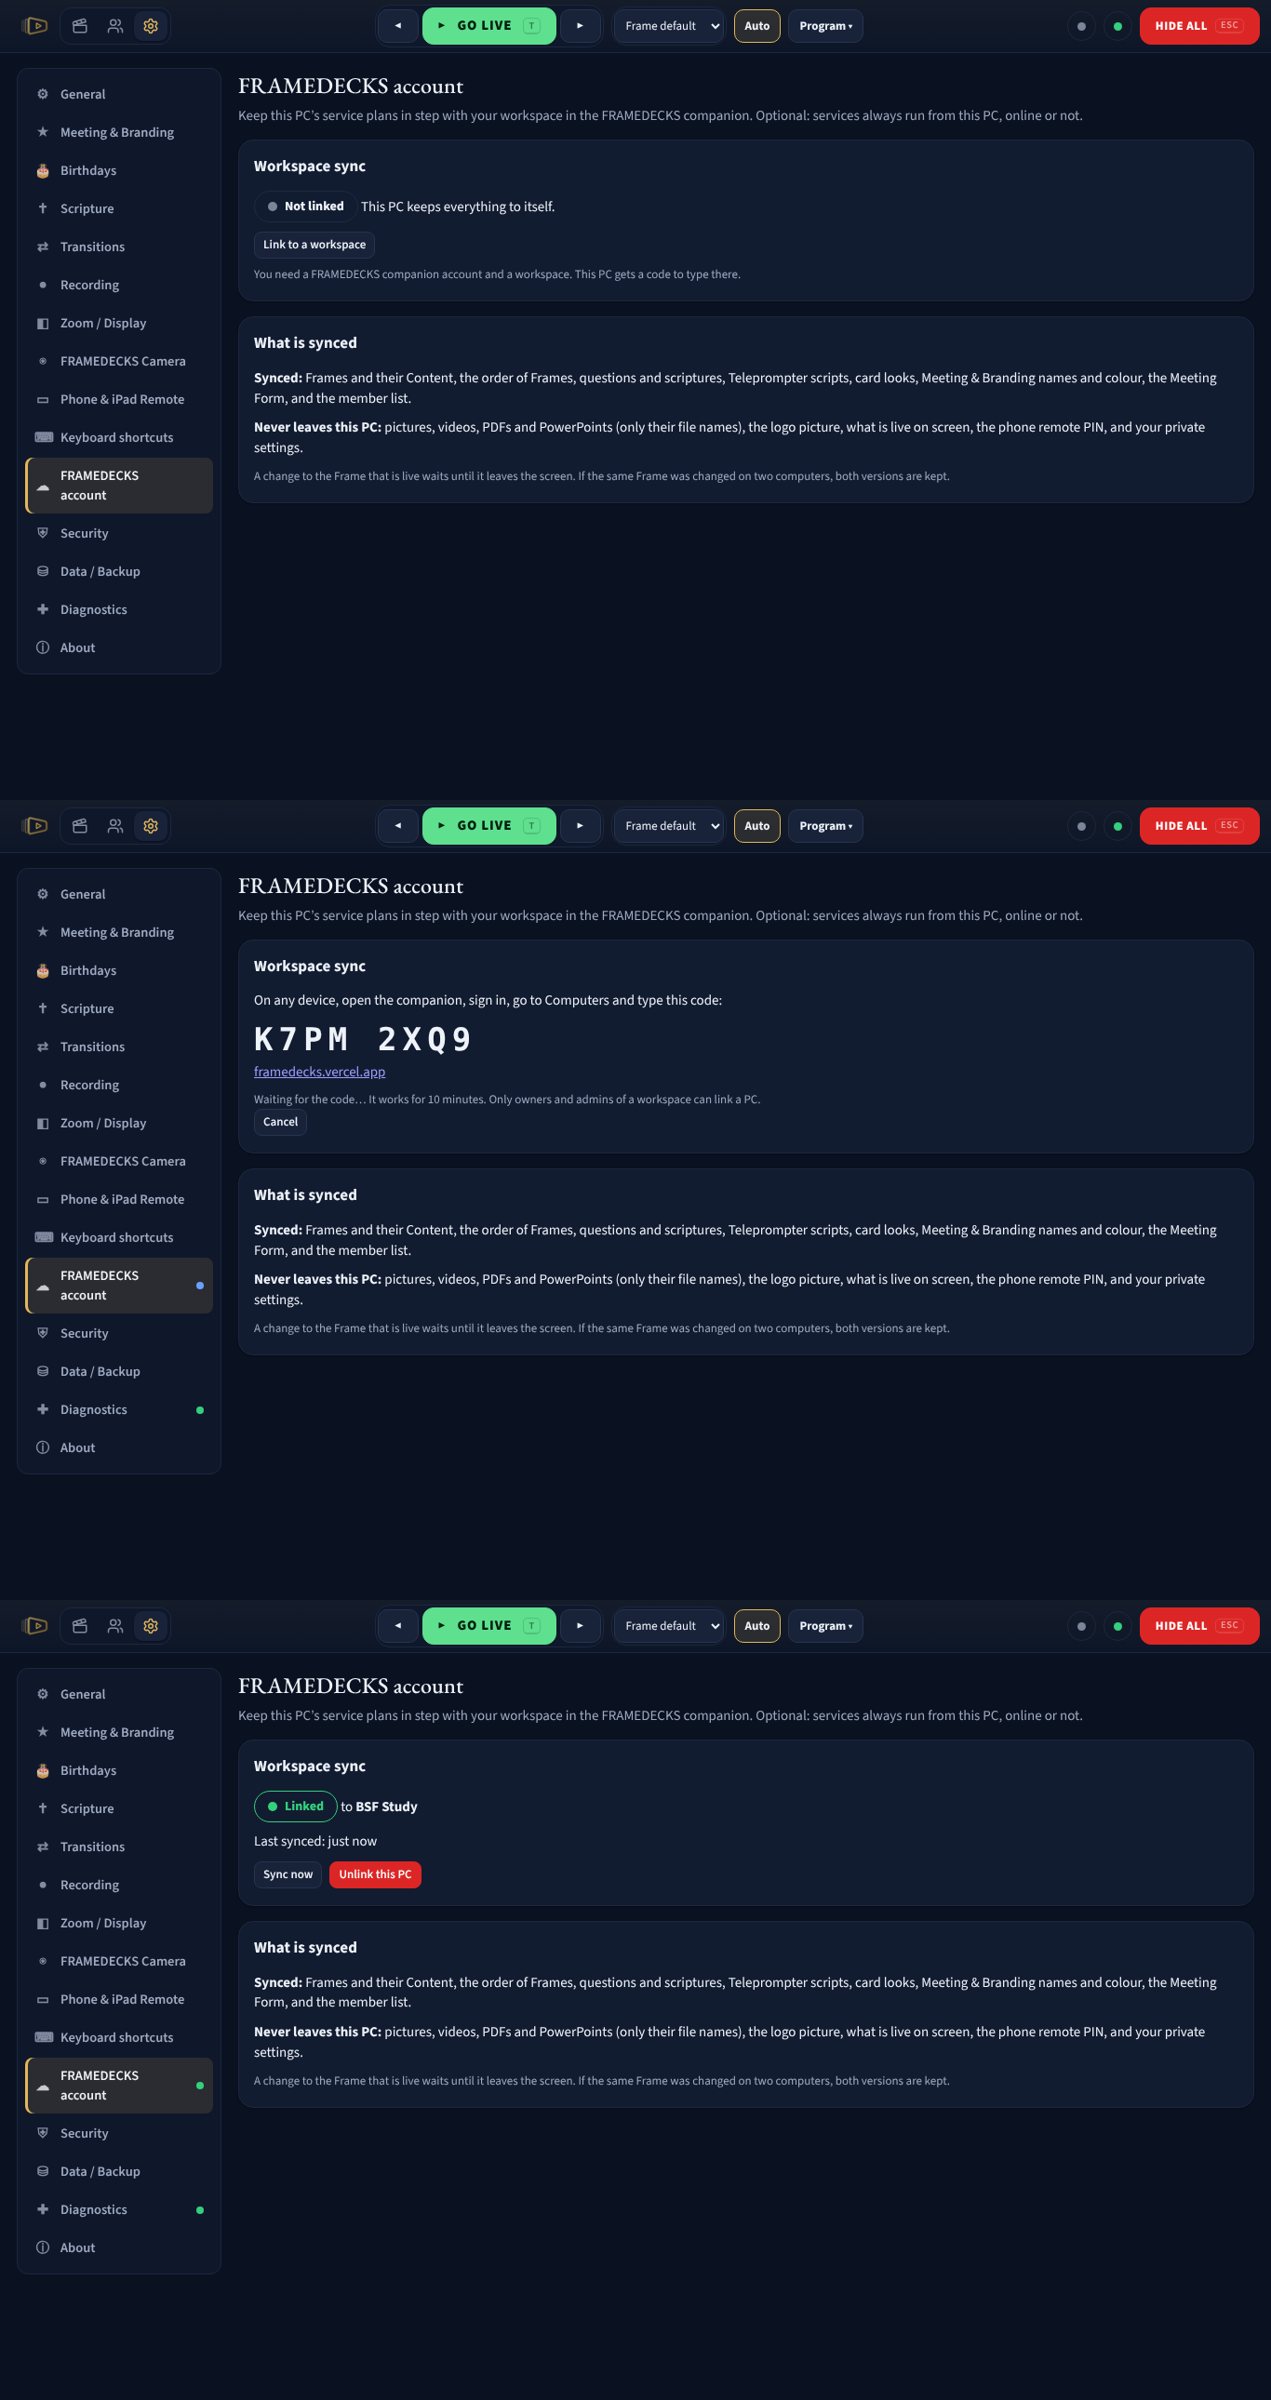 GO LIVE T
Frame default
Auto
Program
HIDE ALL ESC
General
Meeting & Branding
Birthdays
Scripture
Transitions
Recording
Zoom / Display
FRAMEDECKS Camera
Phone & iPad Remote
Keyboard shortcuts
FRAMEDECKS
account
Security
Data / Backup
Diagnostics
About
FRAMEDECKS account
Keep this PC’s service plans in step with your workspace in the FRAMEDECKS companion. Optional: services always run from this PC, online or not.
Workspace sync
Not linked This PC keeps everything to itself.
Link to a workspace
You need a FRAMEDECKS companion account and a workspace. This PC gets a code to type there.
What is synced
Synced: Frames and their Content, the order of Frames, questions and scriptures, Teleprompter scripts, card looks, Meeting & Branding names and colour, the Meeting
Form, and the member list.
Never leaves this PC: pictures, videos, PDFs and PowerPoints (only their file names), the logo picture, what is live on screen, the phone remote PIN, and your private
settings.
A change to the Frame that is live waits until it leaves the screen. If the same Frame was changed on two computers, both versions are kept.
GO LIVE T
Frame default
Auto
Program
HIDE ALL ESC
General
Meeting & Branding
Birthdays
Scripture
Transitions
Recording
Zoom / Display
FRAMEDECKS Camera
Phone & iPad Remote
Keyboard shortcuts
FRAMEDECKS
account
Security
Data / Backup
Diagnostics
About
FRAMEDECKS account
Keep this PC’s service plans in step with your workspace in the FRAMEDECKS companion. Optional: services always run from this PC, online or not.
Workspace sync
On any device, open the companion, sign in, go to Computers and type this code:
K7PM 2XQ9
framedecks.vercel.app
Waiting for the code… It works for 10 minutes. Only owners and admins of a workspace can link a PC.
Cancel
What is synced
Synced: Frames and their Content, the order of Frames, questions and scriptures, Teleprompter scripts, card looks, Meeting & Branding names and colour, the Meeting
Form, and the member list.
Never leaves this PC: pictures, videos, PDFs and PowerPoints (only their file names), the logo picture, what is live on screen, the phone remote PIN, and your private
settings.
A change to the Frame that is live waits until it leaves the screen. If the same Frame was changed on two computers, both versions are kept.
GO LIVE T
Frame default
Auto
Program
HIDE ALL ESC
General
Meeting & Branding
Birthdays
Scripture
Transitions
Recording
Zoom / Display
FRAMEDECKS Camera
Phone & iPad Remote
Keyboard shortcuts
FRAMEDECKS
account
Security
Data / Backup
Diagnostics
About
FRAMEDECKS account
Keep this PC’s service plans in step with your workspace in the FRAMEDECKS companion. Optional: services always run from this PC, online or not.
Workspace sync
Linked to BSF Study
Last synced: just now
Sync now
Unlink this PC
What is synced
Synced: Frames and their Content, the order of Frames, questions and scriptures, Teleprompter scripts, card looks, Meeting & Branding names and colour, the Meeting
Form, and the member list.
Never leaves this PC: pictures, videos, PDFs and PowerPoints (only their file names), the logo picture, what is live on screen, the phone remote PIN, and your private
settings.
A change to the Frame that is live waits until it leaves the screen. If the same Frame was changed on two computers, both versions are kept.